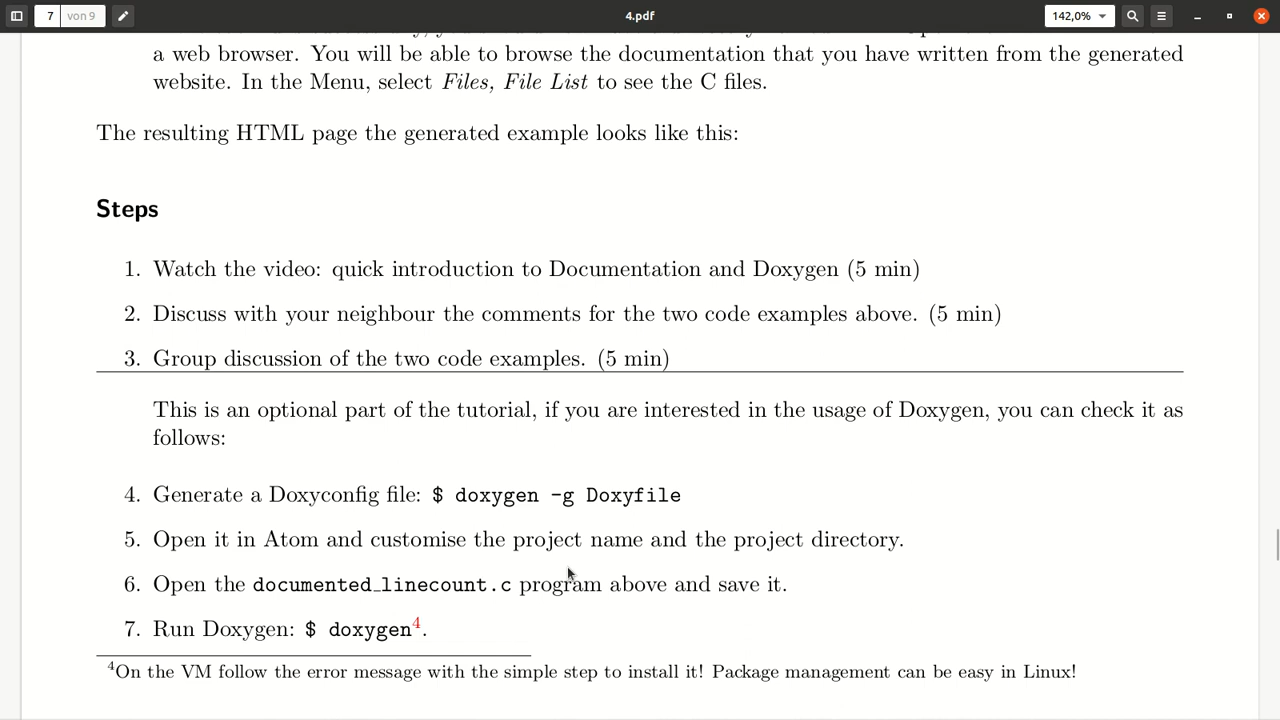 7 von 9 4.pdf 142,0%
a web browser. You will be able to browse the documentation that you have written from the generated
website. In the Menu, select Files, File List to see the C files.
The resulting HTML page the generated example looks like this:
Steps
1. Watch the video: quick introduction to Documentation and Doxygen (5 min)
2. Discuss with your neighbour the comments for the two code examples above. (5 min)
3. Group discussion of the two code examples. (5 min)
This is an optional part of the tutorial, if you are interested in the usage of Doxygen, you can check it as
follows:
4. Generate a Doxyconfig file: $ doxygen -g Doxyfile
5. Open it in Atom and customise the project name and the project directory.
6. Open the documented_linecount.c program above and save it.
7. Run Doxygen: $ doxygen4.
4On the VM follow the error message with the simple step to install it! Package management can be easy in Linux!